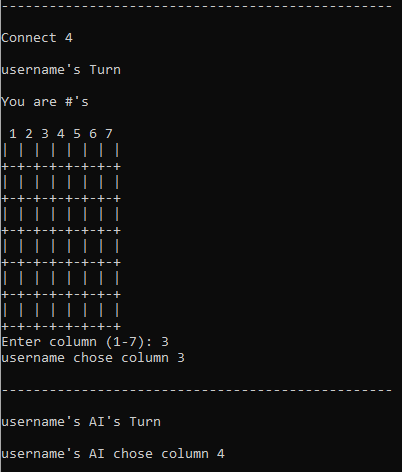 -------------------------------------------------
Connect 4
username's Turn
You are #'s
 1 2 3 4 5 6 7
| | | | | | | |
+-+-+-+-+-+-+-+
| | | | | | | |
+-+-+-+-+-+-+-+
| | | | | | | |
+-+-+-+-+-+-+-+
| | | | | | | |
+-+-+-+-+-+-+-+
| | | | | | | |
+-+-+-+-+-+-+-+
| | | | | | | |
+-+-+-+-+-+-+-+
Enter column (1-7): 3
username chose column 3
-------------------------------------------------
username's AI's Turn
username's AI chose column 4